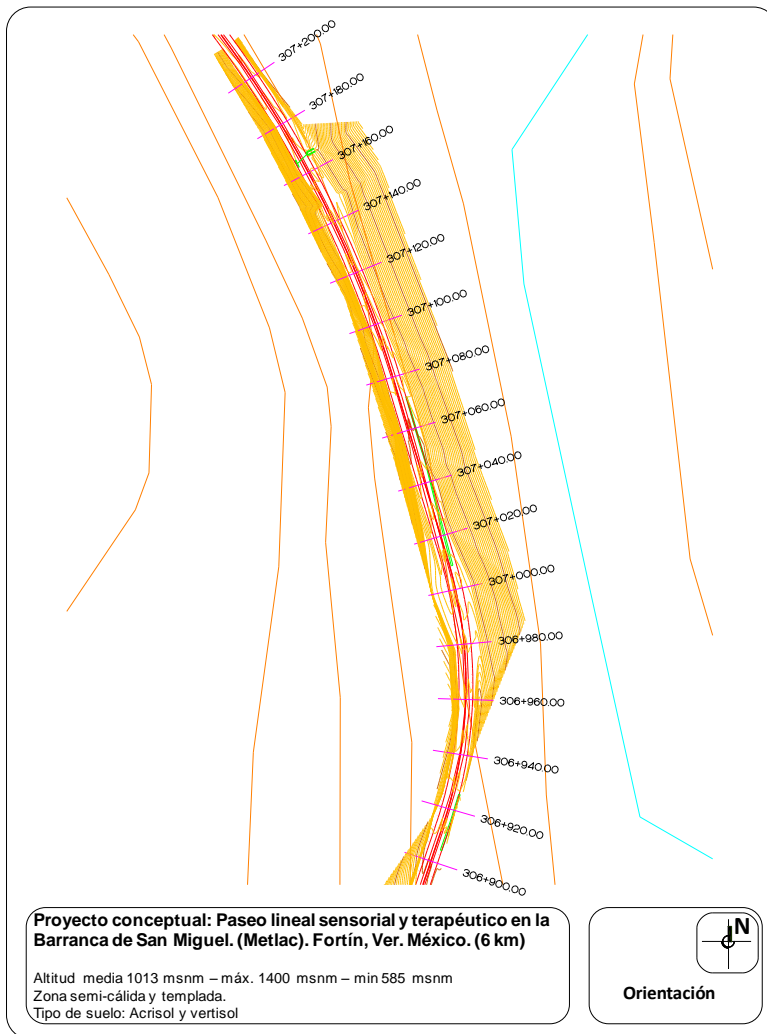 307+200.00
307+180.00
307+160.00
307+140.00
307+120.00
307+100.00
307+080.00
307+060.00
307+040.00
307+020.00
307+000.00
306+980.00
306+960.00
306+940.00
306+920.00
306+900.00
Proyecto conceptual: Paseo lineal sensorial y terapéutico en la
Barranca de San Miguel. (Metlac). Fortín, Ver. México. (6 km)
Altitud media 1013 msnm – máx. 1400 msnm – min 585 msnm
Zona semi-cálida y templada.
Tipo de suelo: Acrisol y vertisol
N
Orientación